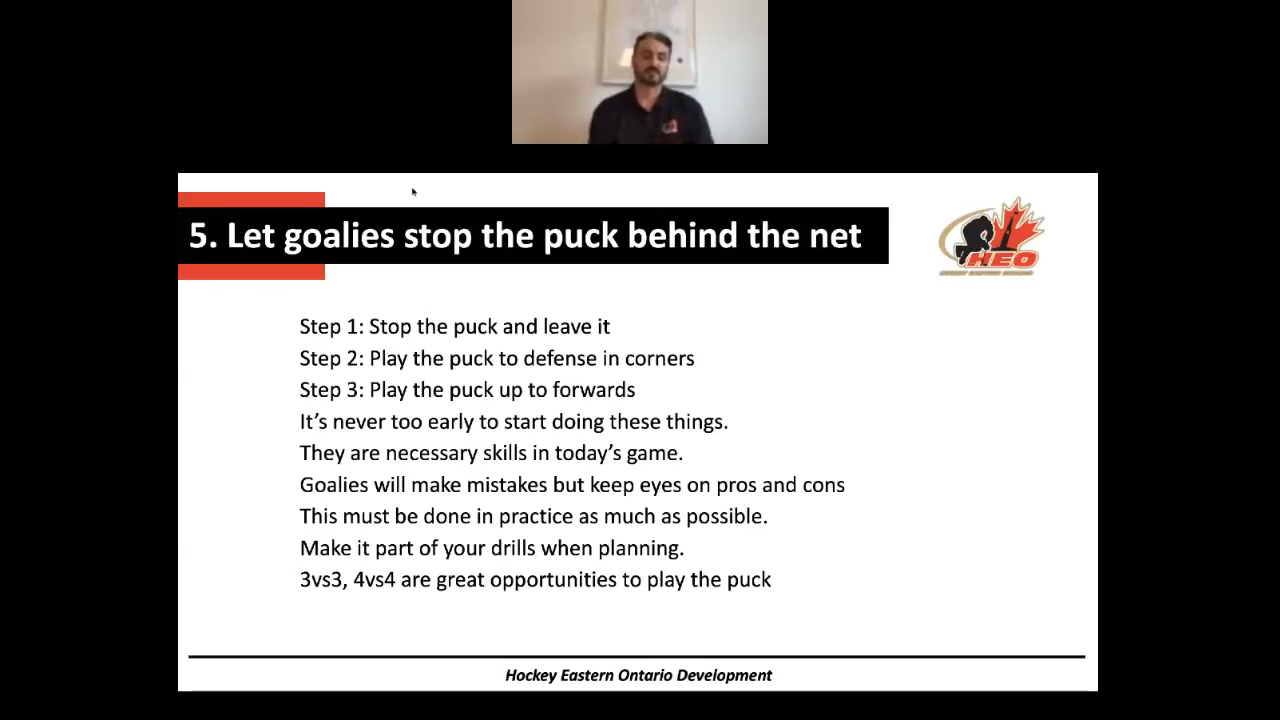 5. Let goalies stop the puck behind the net
HEO
Step 1: Stop the puck and leave it
Step 2: Play the puck to defense in corners
Step 3: Play the puck up to forwards
It’s never too early to start doing these things.
They are necessary skills in today’s game.
Goalies will make mistakes but keep eyes on pros and cons
This must be done in practice as much as possible.
Make it part of your drills when planning.
3vs3, 4vs4 are great opportunities to play the puck
Hockey Eastern Ontario Development